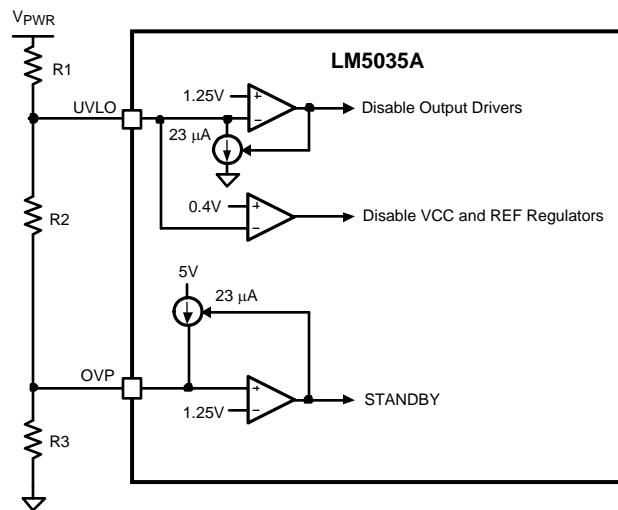 VPWR
R1
LM5035A
UVLO
1.25V
+
−
Disable Output Drivers
23 μA
R2
0.4V
+
−
Disable VCC and REF Regulators
5V
23 μA
OVP
+
−
1.25V
STANDBY
R3